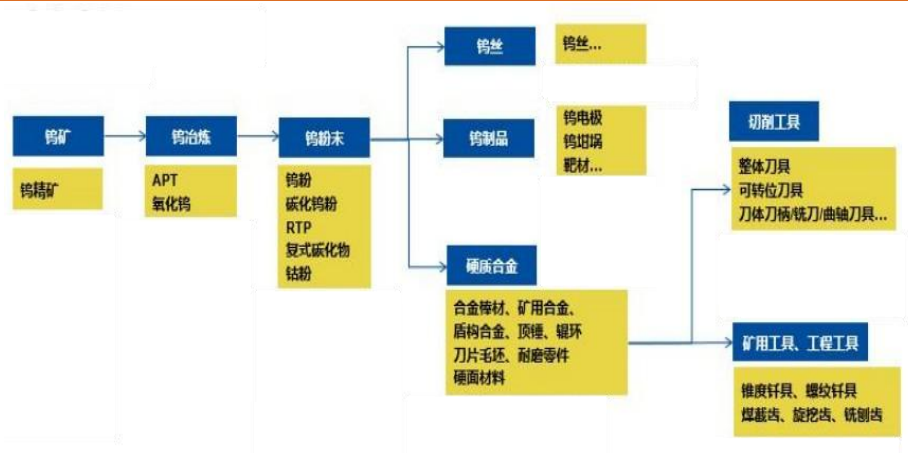 钨矿
钨精矿
钨冶炼
APT
氧化钨
钨粉末
钨粉
碳化钨粉
RTP
复式碳化物
钴粉
钨丝
钨丝...
钨制品
钨电极
钨坩埚
靶材...
硬质合金
合金棒材、矿用合金、
盾构合金、顶锤、辊环
刀片毛坯、耐磨零件
硬面材料
切削工具
整体刀具
可转位刀具
刀体刀柄/铣刀/曲轴刀具...
矿用工具、工程工具
锥度钎具、螺纹钎具
煤截齿、旋挖齿、铣刨齿